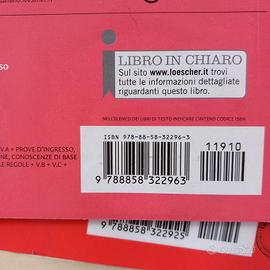 LIBRO IN CHIARO
Sul sito www.loescher.it trovi
tutte le informazioni dettagliate
riguardanti questo libro.
so
NELL'ELENCO DEI LIBRI DI TESTO INDICARE L'INTERO CODICE ISBN
ISBN 978-88-58-32296-3
11910
9 788858 322963
V.A + PROVE D'INGRESSO,
NE, CONOSCENZE DI BASE
LE REGOLE + V.B + V.C +
9 788858 322925
subito